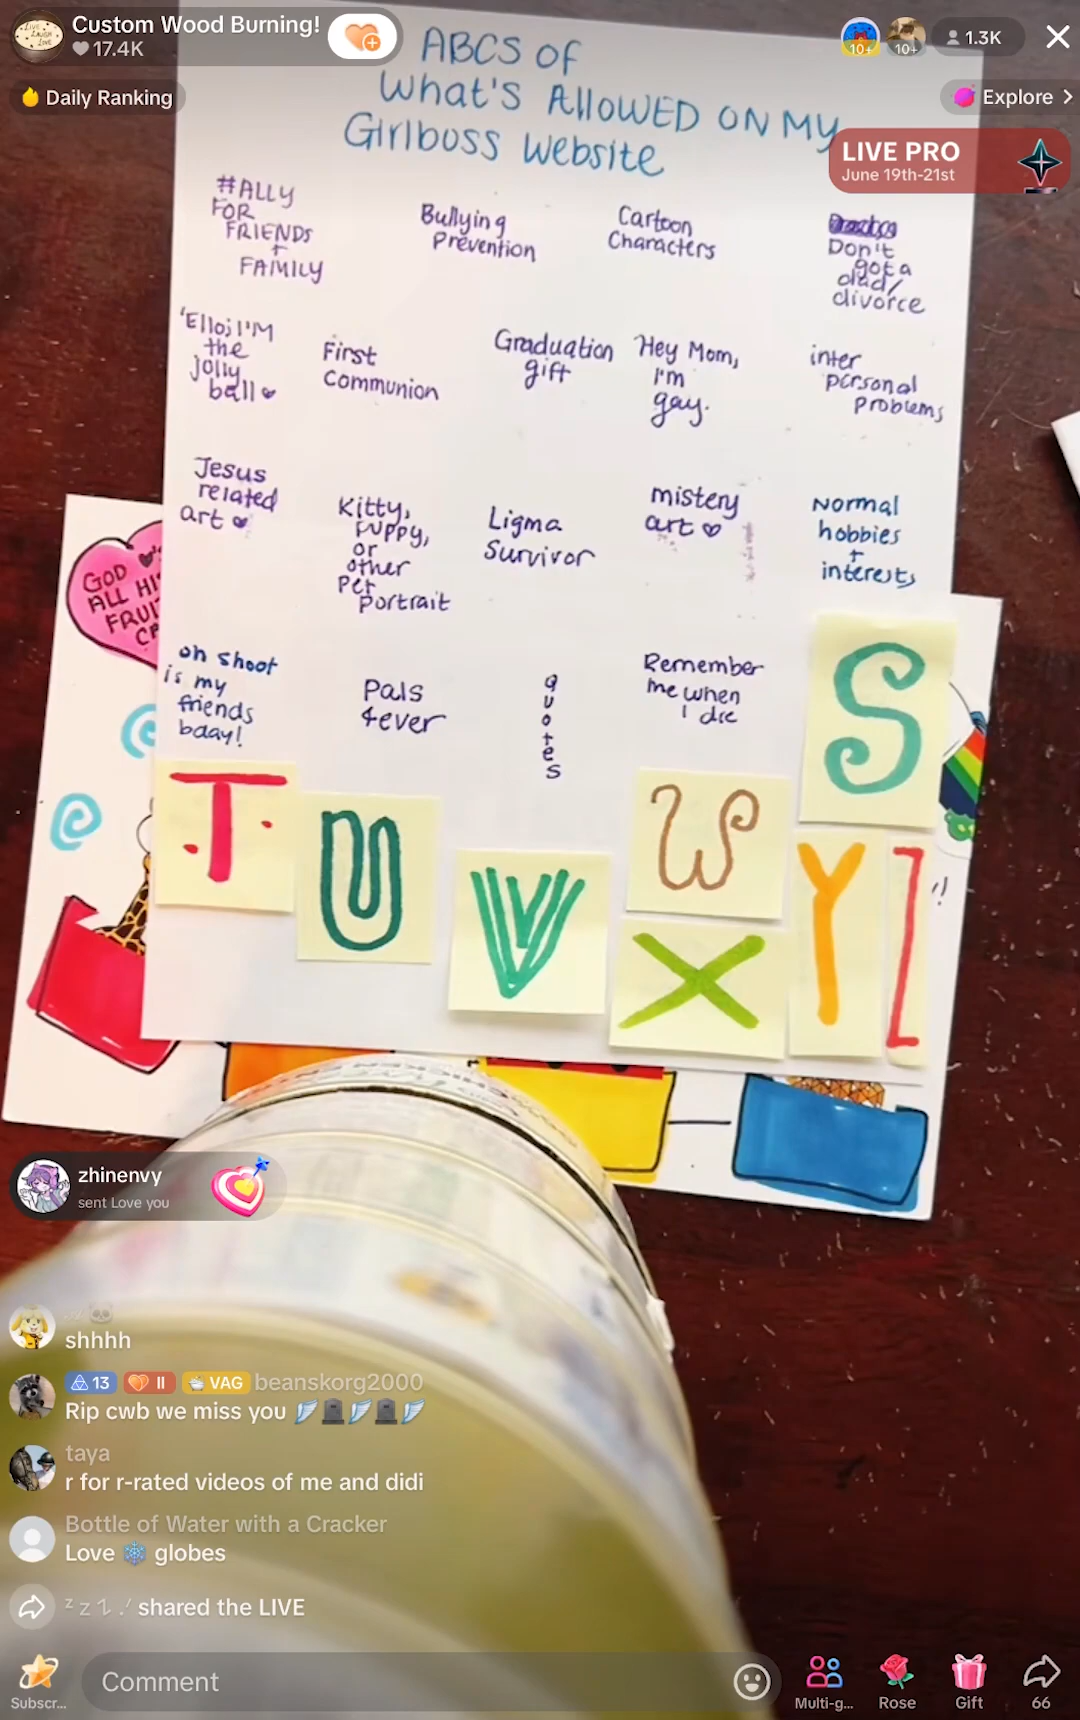 Custom Wood Burning!
17.4K
10+
10+
1.3K
Daily Ranking
Explore
LIVE PRO
June 19th-21st
ABCS OF
What's Allowed on my
Girlboss Website
#ALLY
FOR
FRIENDS
+
FAMILY
Bullying
Prevention
Cartoon
Characters
Don't
got a
dad/
divorce
'Ello, I'm
the
jolly
ball
First
Communion
Graduation
gift
Hey Mom,
I'm
gay.
inter
personal
problems
Jesus
related
art
Kitty,
puppy,
or
other
Pet
portrait
Ligma
Survivor
mistery
art
Normal
hobbies
+
interests
oh shoot
is my
friends
bday!
Pals
4ever
quotes
Remember
me when
I die
S
T
U
V
W
X
Y
GOD
ALL HI
FRUI
CR
zhinenvy
sent Love you
shhhh
13 II VAG beanskorg2000
Rip cwb we miss you
taya
r for r-rated videos of me and didi
Bottle of Water with a Cracker
Love ❄️ globes
shared the LIVE
Subscr...
Comment
Multi-g...
Rose
Gift
66